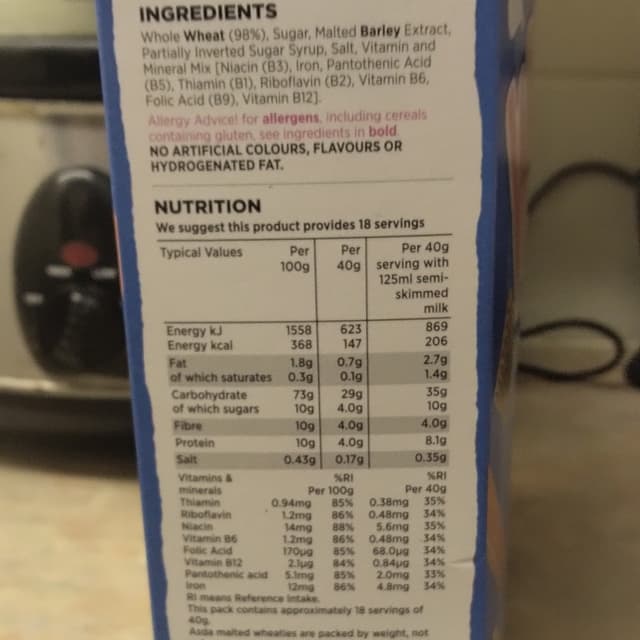 INGREDIENTS
Whole Wheat (98%), Sugar, Malted Barley Extract,
Partially Inverted Sugar Syrup, Salt, Vitamin and
Mineral Mix [Niacin (B3), Iron, Pantothenic Acid
(B5), Thiamin (B1), Riboflavin (B2), Vitamin B6,
Folic Acid (B9), Vitamin B12].
Allergy Advice! for allergens, including cereals
containing gluten, see ingredients in bold.
NO ARTIFICIAL COLOURS, FLAVOURS OR
HYDROGENATED FAT.
NUTRITION
We suggest this product provides 18 servings
Typical Values Per 100g Per 40g Per 40g
serving with
125ml semi-
skimmed
milk
Energy kJ 1558 623 869
Energy kcal 368 147 206
Fat 1.8g 0.7g 2.7g
of which saturates 0.3g 0.1g 1.4g
Carbohydrate 73g 29g 35g
of which sugars 10g 4.0g 10g
Fibre 10g 4.0g 4.0g
Protein 10g 4.0g 8.1g
Salt 0.43g 0.17g 0.35g
Vitamins & %RI %RI
minerals Per 100g Per 40g
Thiamin 0.94mg 85% 0.38mg 35%
Riboflavin 1.2mg 86% 0.48mg 34%
Niacin 14mg 88% 5.6mg 35%
Vitamin B6 1.2mg 86% 0.48mg 34%
Folic Acid 170µg 85% 68.0µg 34%
Vitamin B12 2.1µg 84% 0.84µg 34%
Pantothenic acid 5.1mg 85% 2.0mg 33%
Iron 12mg 86% 4.8mg 34%
RI means Reference Intake.
This pack contains approximately 18 servings of
40g.
Asda malted wheaties are packed by weight, not